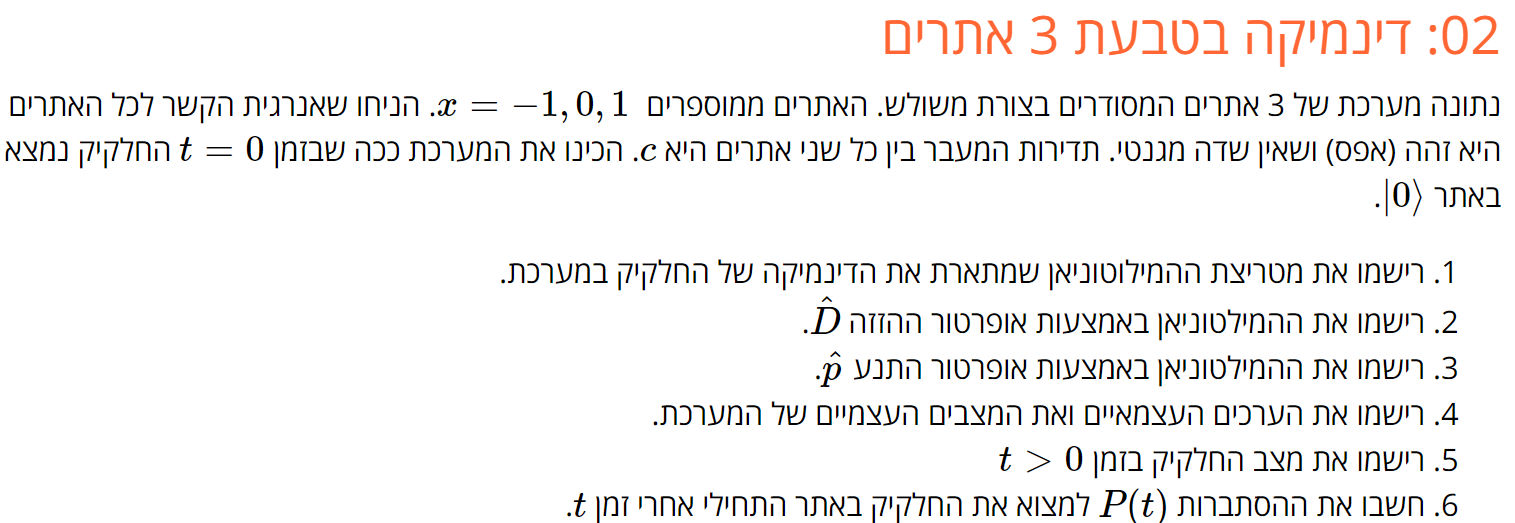 02: דינמיקה בטבעת 3 אתרים
נתונה מערכת של 3 אתרים המסודרים בצורת משולש. האתרים ממוספרים x = −1, 0, 1. הניחו שאנרגית הקשר לכל האתרים
היא זהה (אפס) ושאין שדה מגנטי. תדירות המעבר בין כל שני אתרים היא c. הכינו את המערכת ככה שבזמן t = 0 החלקיק נמצא
באתר |0⟩.
1. רישמו את מטריצת ההמילוטוניאן שמתארת את הדינמיקה של החלקיק במערכת.
2. רישמו את ההמילטוניאן באמצעות אופרטור ההזזה D̂.
3. רישמו את ההמילטוניאן באמצעות אופרטור התנע p̂.
4. רישמו את הערכים העצמאיים ואת המצבים העצמיים של המערכת.
5. רישמו את מצב החלקיק בזמן t > 0
6. חשבו את ההסתברות P(t) למצוא את החלקיק באתר התחילי אחרי זמן t.